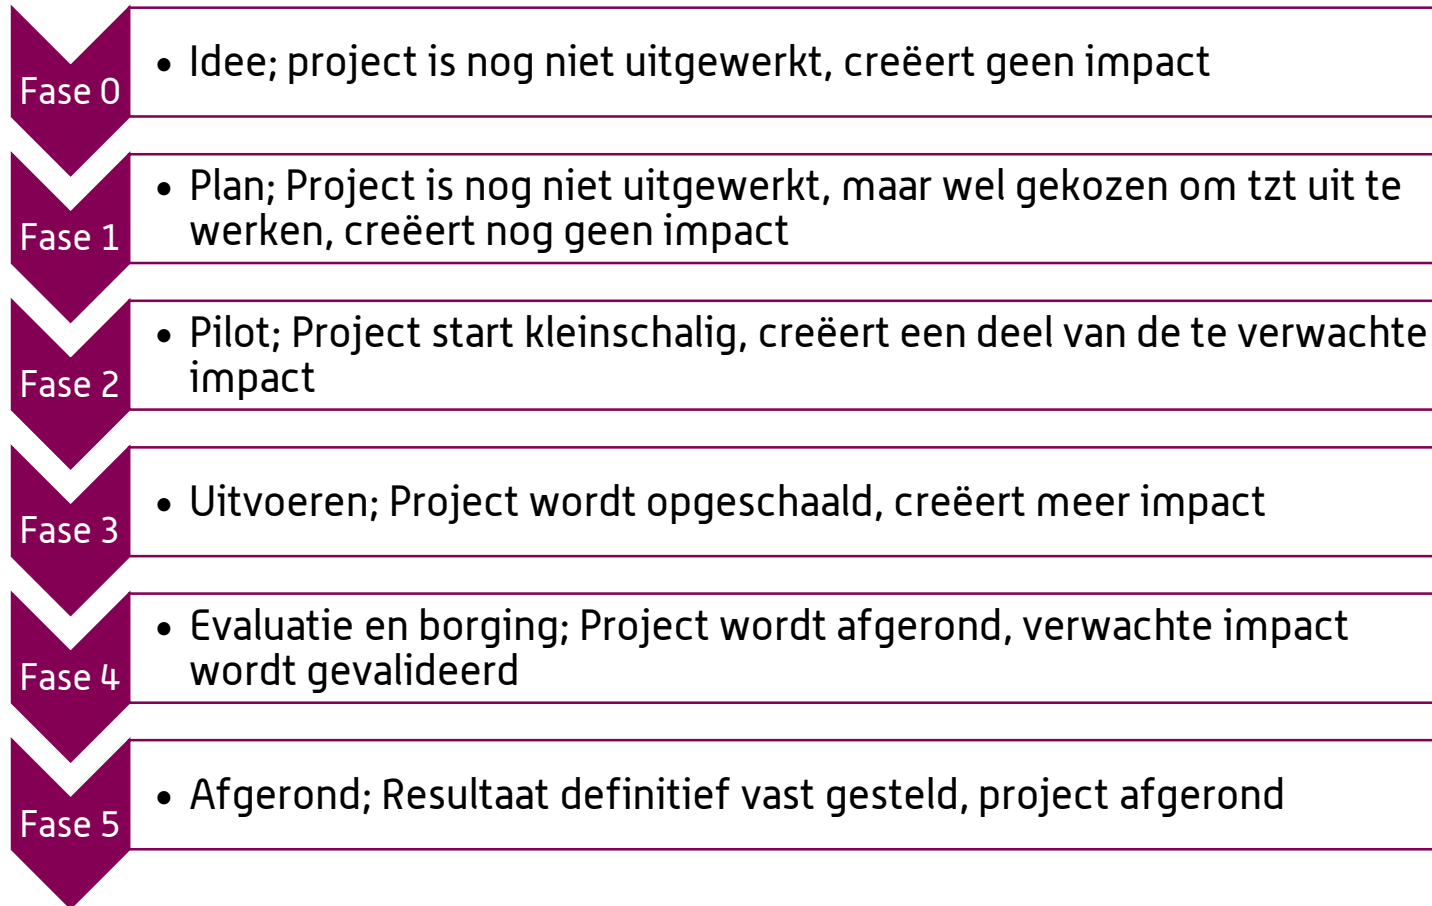 Fase 0
• Idee; project is nog niet uitgewerkt, creëert geen impact
Fase 1
• Plan; Project is nog niet uitgewerkt, maar wel gekozen om tzt uit te
werken, creëert nog geen impact
Fase 2
• Pilot; Project start kleinschalig, creëert een deel van de te verwachte
impact
Fase 3
• Uitvoeren; Project wordt opgeschaald, creëert meer impact
Fase 4
• Evaluatie en borging; Project wordt afgerond, verwachte impact
wordt gevalideerd
Fase 5
• Afgerond; Resultaat definitief vast gesteld, project afgerond